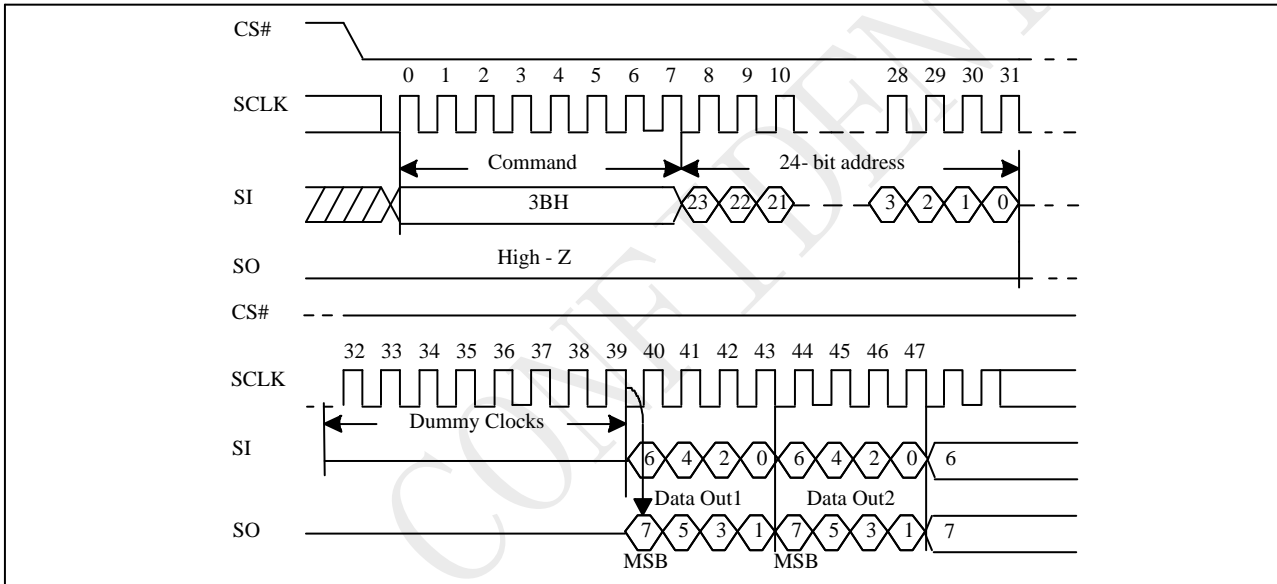 CS#
0 1 2 3 4 5 6 7 8 9 10 28 29 30 31
SCLK
Command 24- bit address
SI 3BH 23 22 21 3 2 1 0
High - Z
SO
CS#
32 33 34 35 36 37 38 39 40 41 42 43 44 45 46 47
SCLK
Dummy Clocks
SI 6 4 2 0 6 4 2 0 6
Data Out1 Data Out2
SO 7 5 3 1 7 5 3 1 7
MSB MSB
CONFIDENT